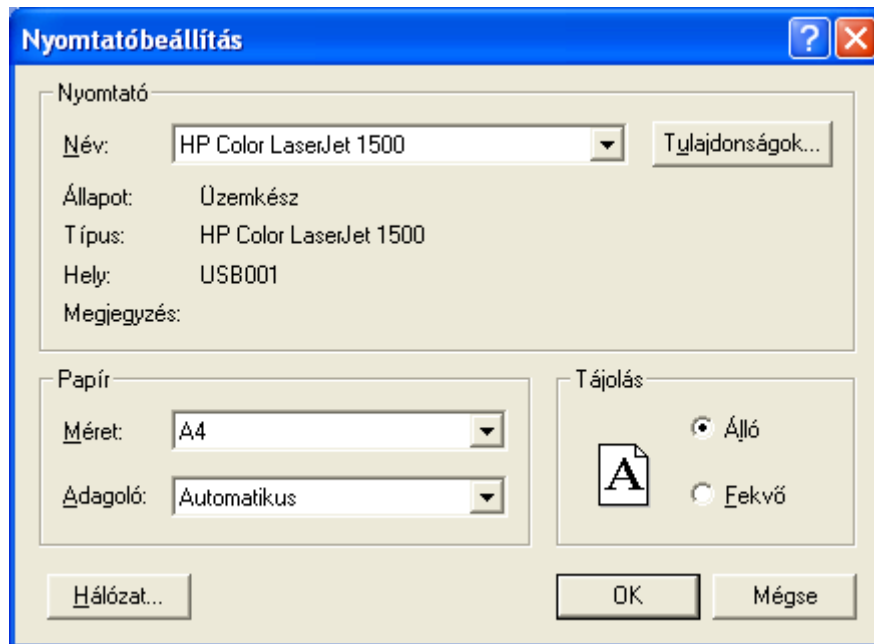 Nyomtatóbeállítás
Nyomtató
Név: HP Color LaserJet 1500 Tulajdonságok...
Állapot: Üzemkész
Típus: HP Color LaserJet 1500
Hely: USB001
Megjegyzés:
Papír
Méret: A4
Adagoló: Automatikus
Tájolás
A
Álló
Fekvő
Hálózat... OK Mégse